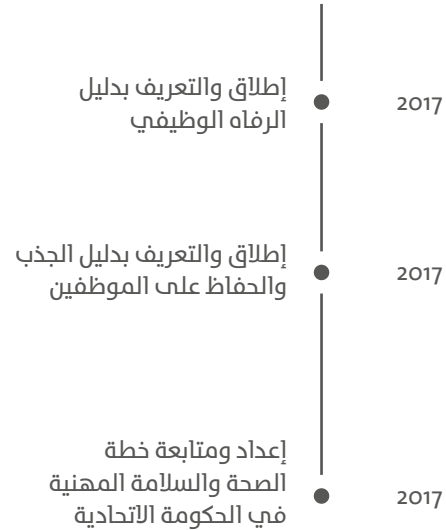 2017
إطلاق والتعريف بدليل
الرفاه الوظيفي
2017
إطلاق والتعريف بدليل الجذب
والحفاظ على الموظفين
2017
إعداد ومتابعة خطة
الصحة والسلامة المهنية
في الحكومة الاتحادية